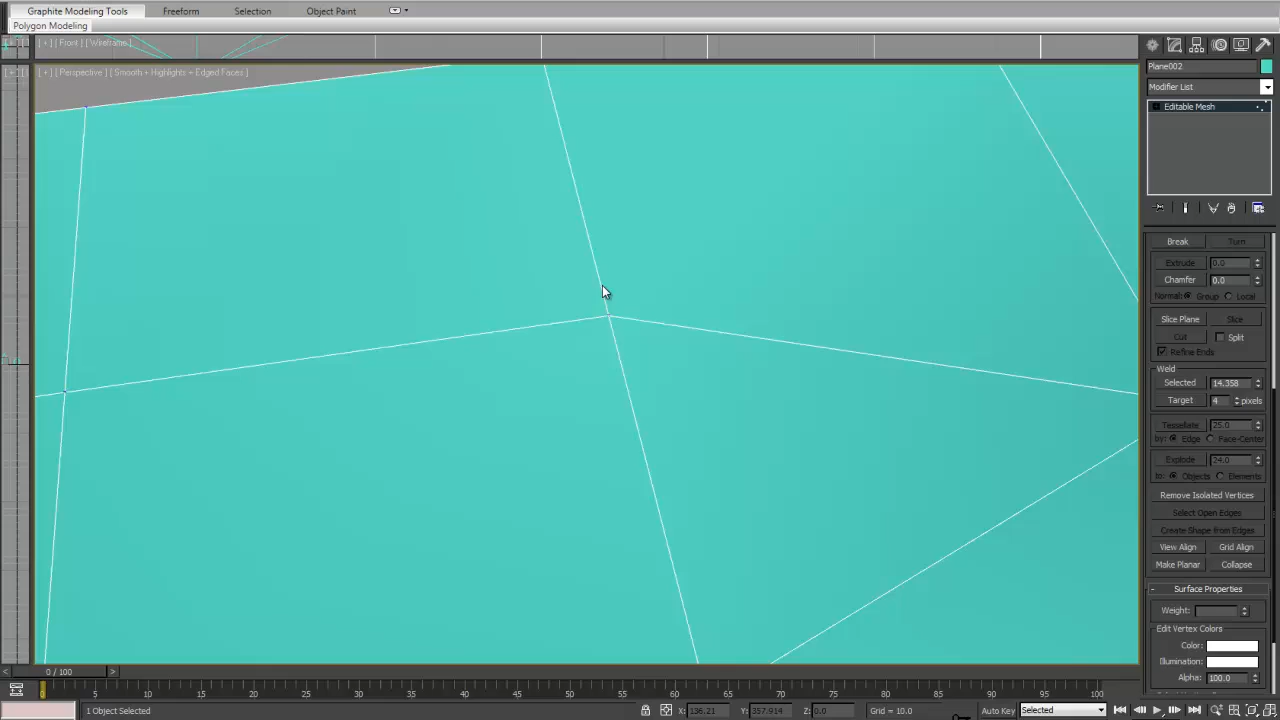 Graphite Modeling Tools Freeform Selection Object Paint
Polygon Modeling
[ + ] [ Front ] [ Wireframe ]
[ + ] [ Perspective ] [ Smooth + Highlights + Edged Faces ]
Plane002
Modifier List
Editable Mesh
Break Turn
Extrude 0.0
Chamfer 0.0
Normal: Group Local
Slice Plane Slice
Cut Split
Refine Ends
Weld
Selected 14.358
Target 4 pixels
Tessellate 25.0
by: Edge Face-Center
Explode 24.0
to: Objects Elements
Remove Isolated Vertices
Select Open Edges
Create Shape from Edges
View Align Grid Align
Make Planar Collapse
- Surface Properties
Weight:
Edit Vertex Colors
Color:
Illumination:
Alpha: 100.0
< 0 / 100 >
0 5 10 15 20 25 30 35 40 45 50 55 60 65 70 75 80 85 90 95 100
1 Object Selected X: 136.21 Y: 357.914 Z: 0.0 Grid = 10.0 Auto Key Selected